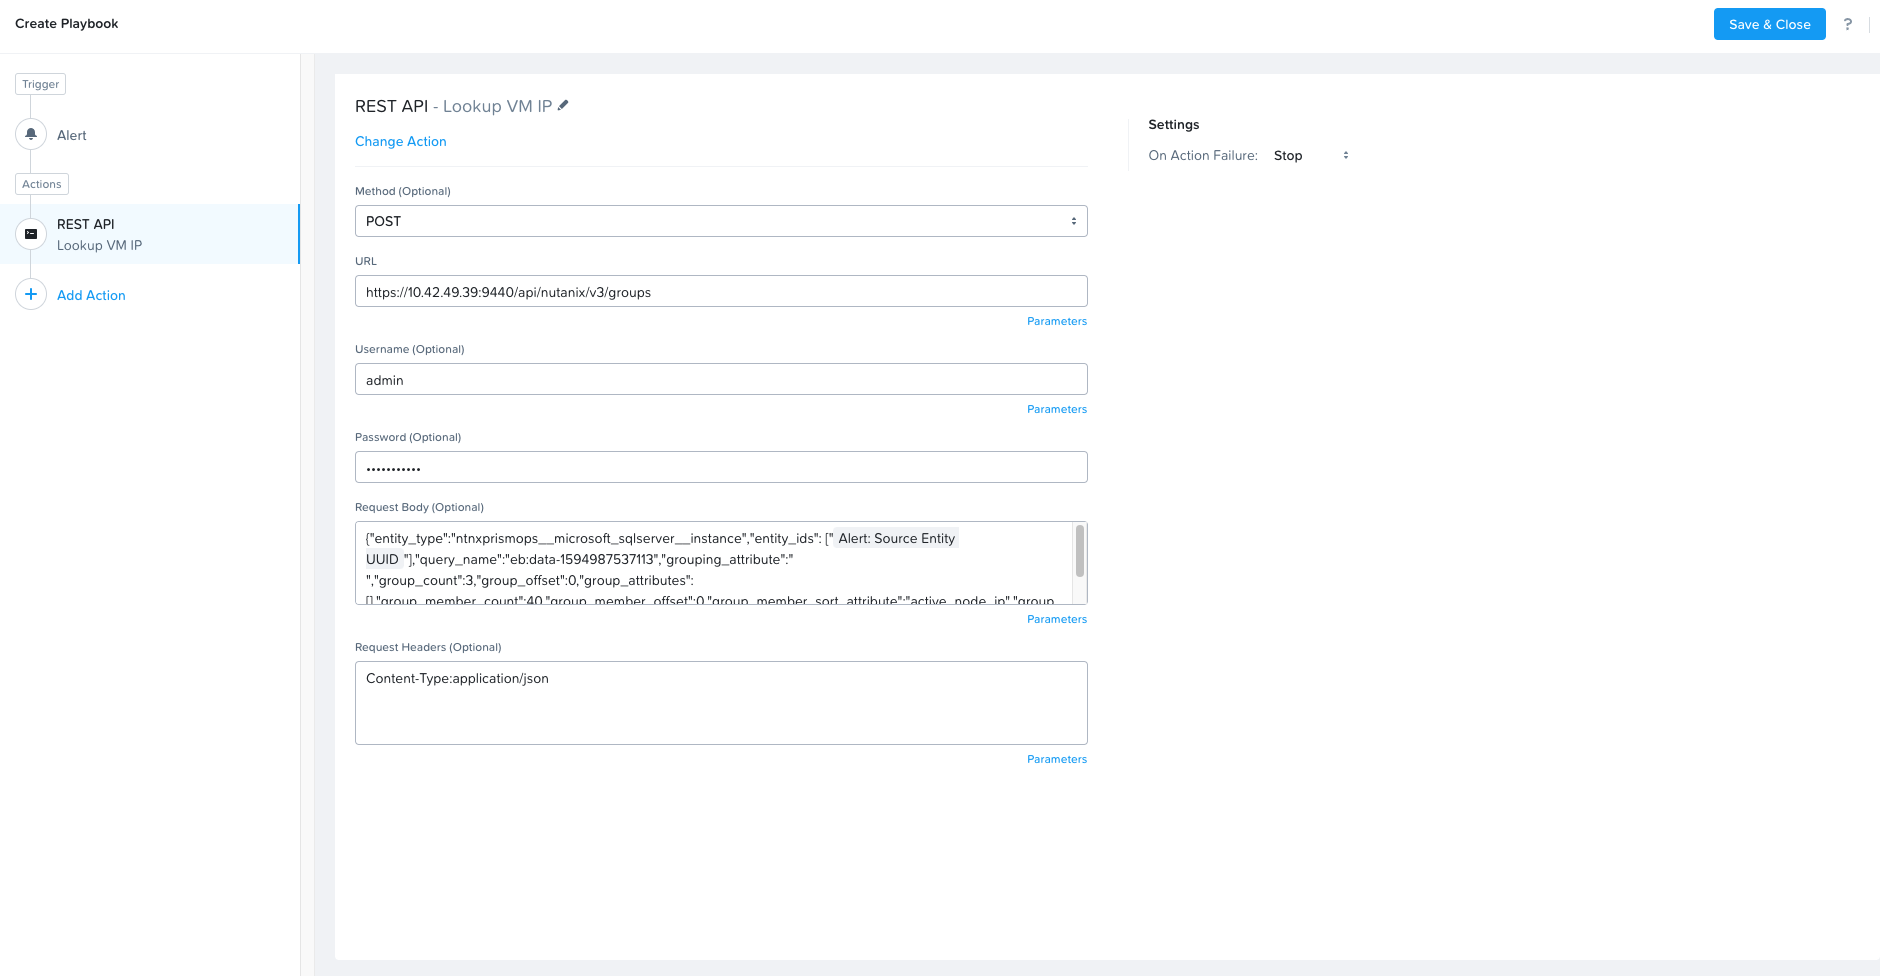 Create Playbook
Save & Close
?
Trigger
Alert
Actions
REST API
Lookup VM IP
Add Action
REST API - Lookup VM IP
Change Action
Method (Optional)
POST
URL
https://10.42.49.39:9440/api/nutanix/v3/groups
Parameters
Username (Optional)
admin
Parameters
Password (Optional)
•••••••••••
Request Body (Optional)
{"entity_type":"ntnxprismops__microsoft_sqlserver__instance","entity_ids": [" Alert: Source Entity
UUID "],"query_name":"eb:data-1594987537113","grouping_attribute":"
","group_count":3,"group_offset":0,"group_attributes":
[],"group_member_count":40,"group_member_offset":0,"group_member_sort_attribute":"active_node_ip","group
Parameters
Request Headers (Optional)
Content-Type:application/json
Parameters
Settings
On Action Failure: Stop